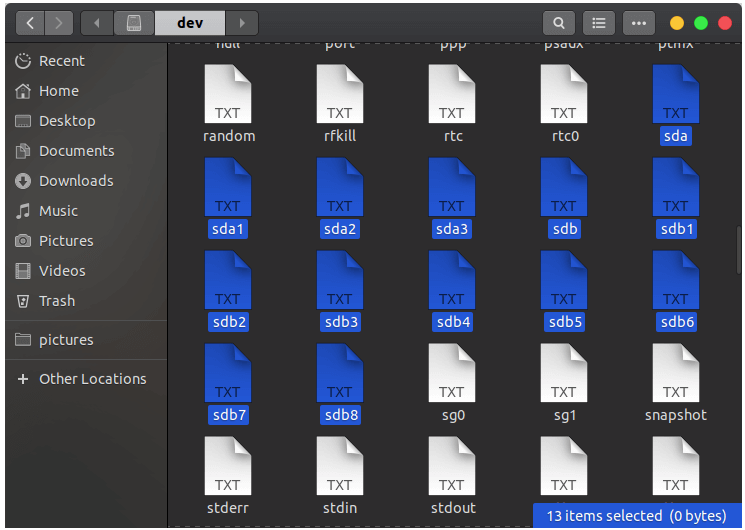 dev
Recent
Home
Desktop
Documents
Downloads
Music
Pictures
Videos
Trash
pictures
Other Locations
null port ppp psaux ptmx
TXT TXT TXT TXT TXT
random rfkill rtc rtc0 sda
TXT TXT TXT TXT TXT
sda1 sda2 sda3 sdb sdb1
TXT TXT TXT TXT TXT
sdb2 sdb3 sdb4 sdb5 sdb6
TXT TXT TXT TXT TXT
sdb7 sdb8 sg0 sg1 snapshot
TXT TXT TXT TXT TXT
stderr stdin stdout
13 items selected (0 bytes)